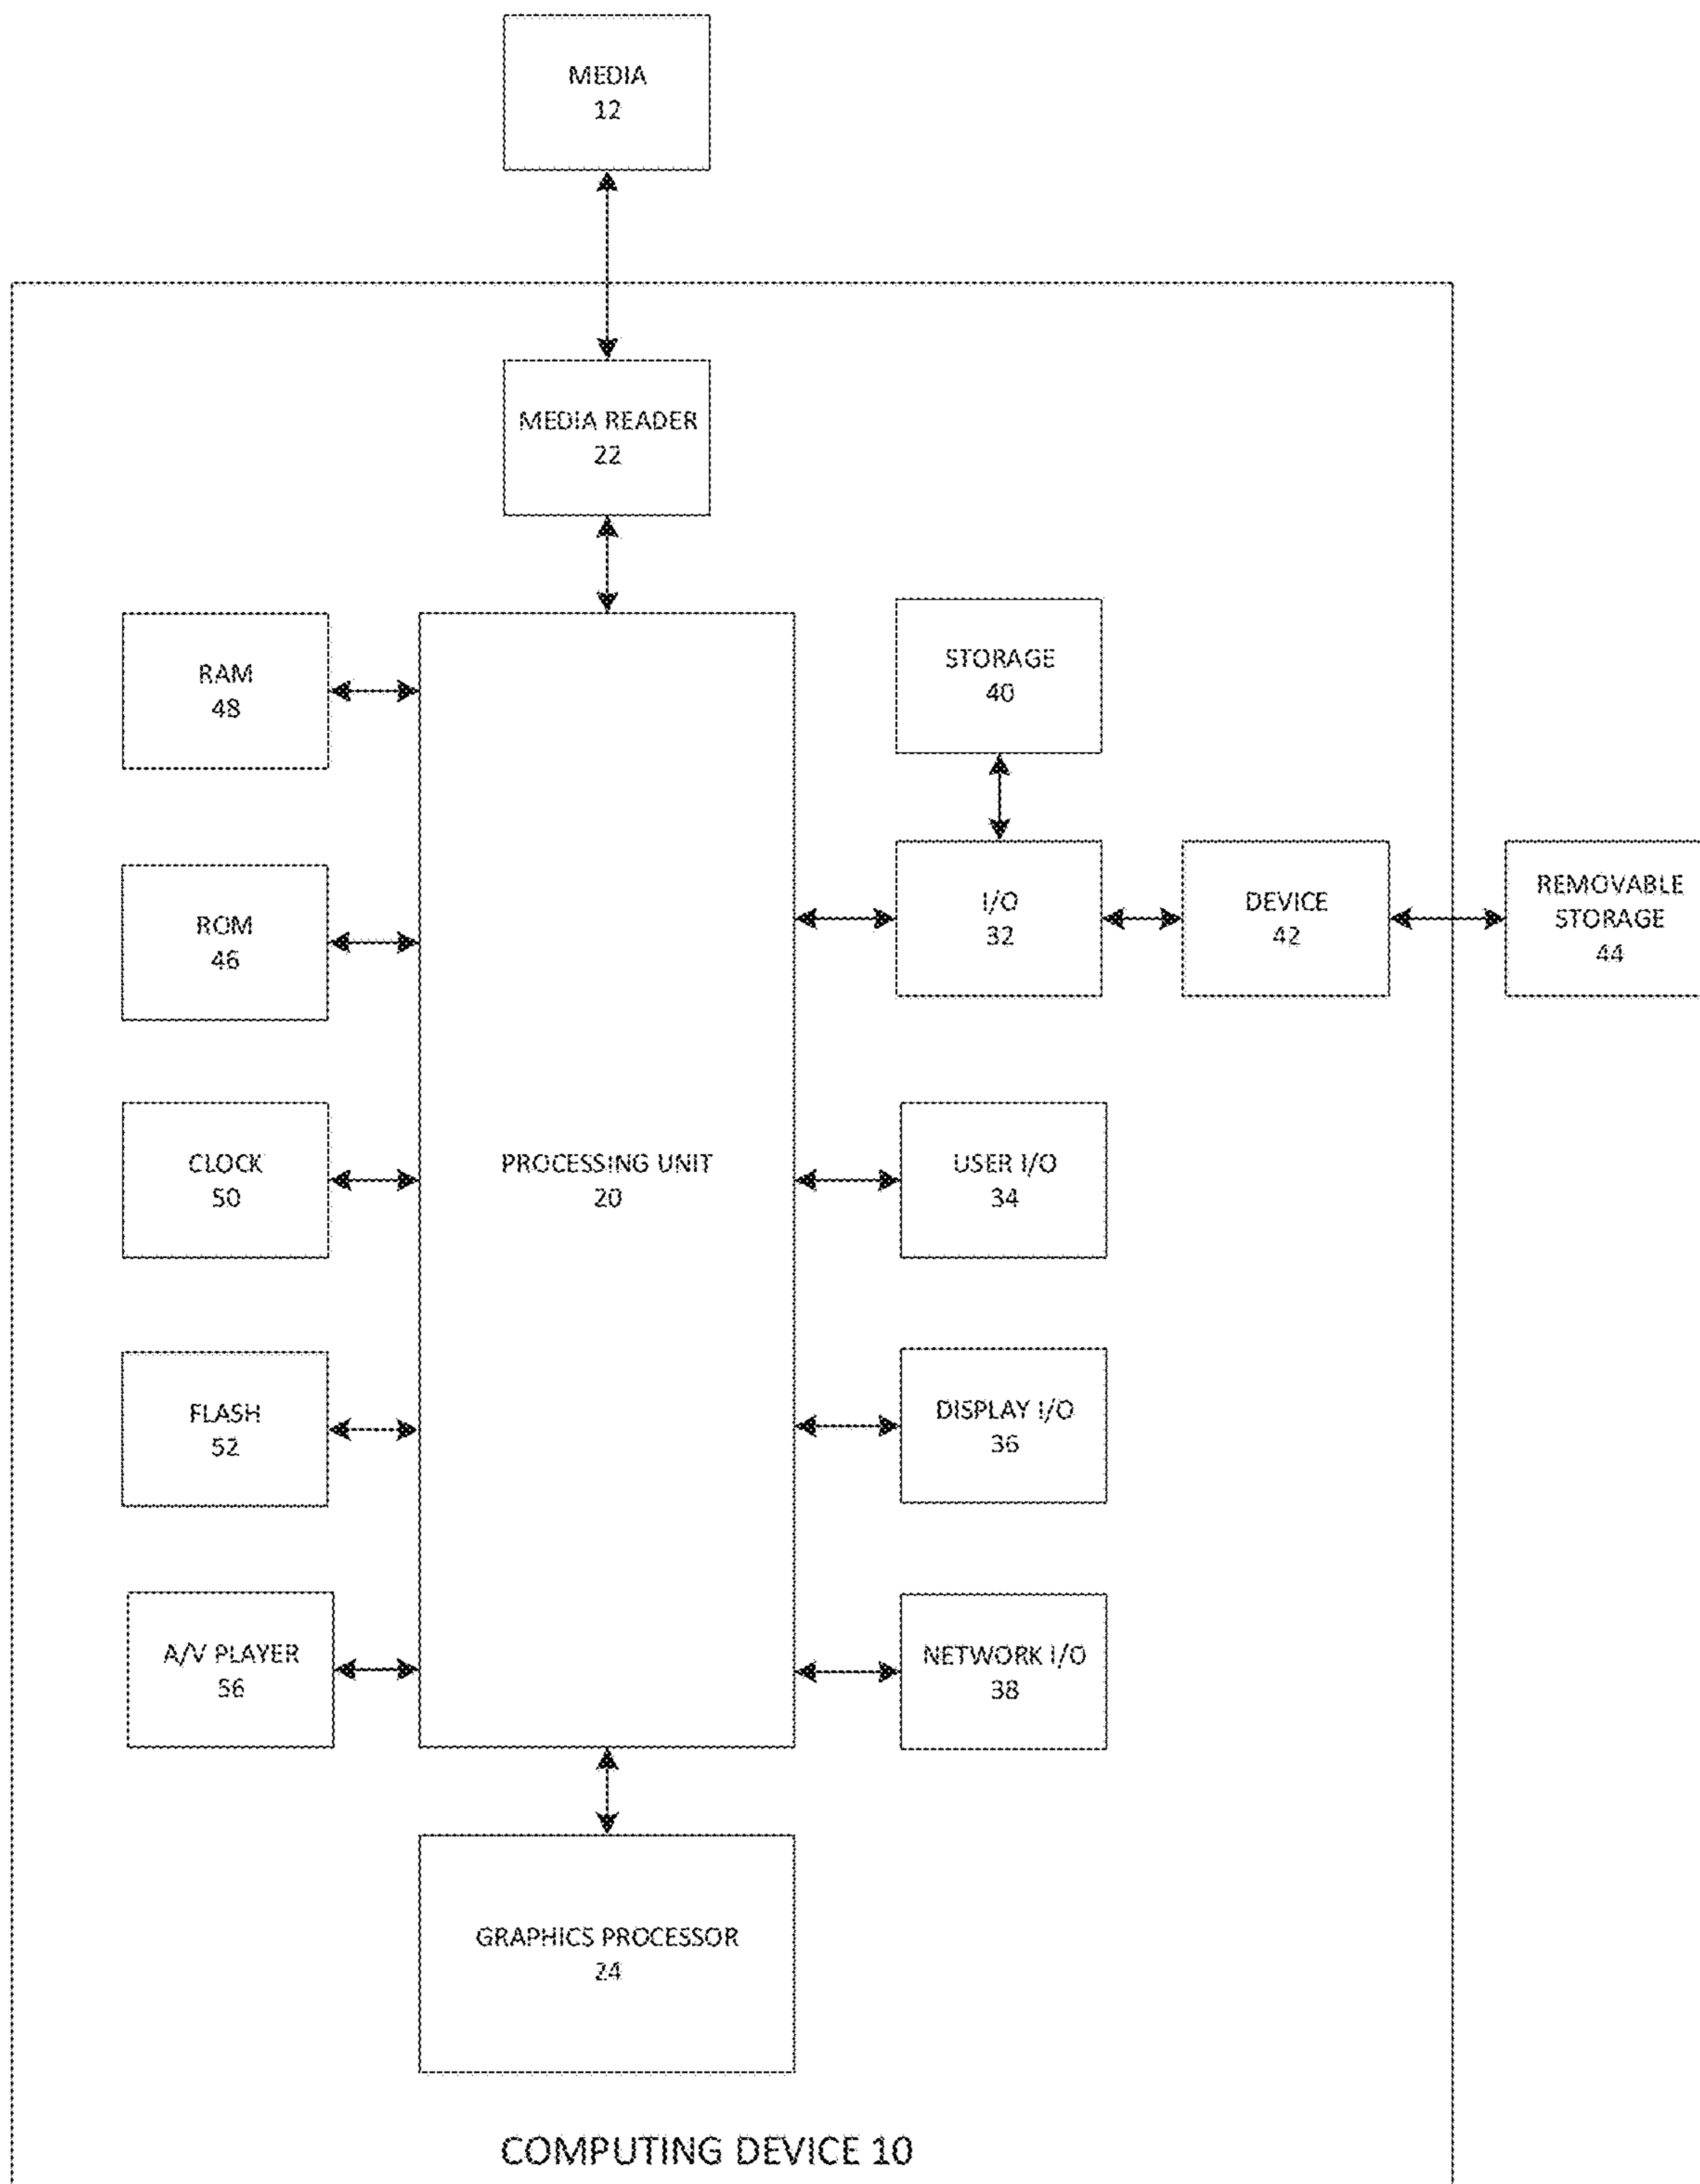 MEDIA
12
MEDIA READER
22
RAM
48
STORAGE
40
ROM
46
I/O
32
DEVICE
42
REMOVABLE
STORAGE
44
CLOCK
50
PROCESSING UNIT
20
USER I/O
34
FLASH
52
DISPLAY I/O
36
A/V PLAYER
56
NETWORK I/O
38
GRAPHICS PROCESSOR
24
COMPUTING DEVICE 10